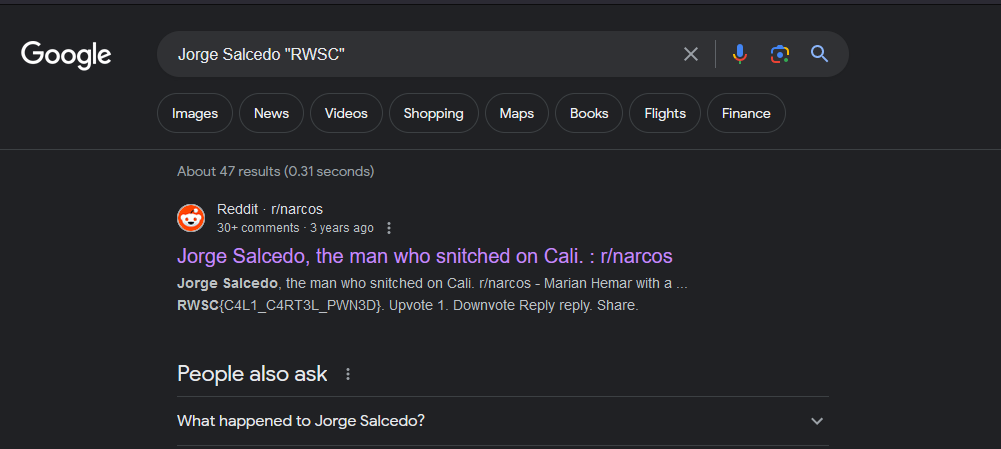 Google
Jorge Salcedo "RWSC"
Images News Videos Shopping Maps Books Flights Finance
About 47 results (0.31 seconds)
Reddit · r/narcos
30+ comments · 3 years ago
Jorge Salcedo, the man who snitched on Cali. : r/narcos
Jorge Salcedo, the man who snitched on Cali. r/narcos - Marian Hemar with a ...
RWSC{C4L1_C4RT3L_PWN3D}. Upvote 1. Downvote Reply reply. Share.
People also ask
What happened to Jorge Salcedo?